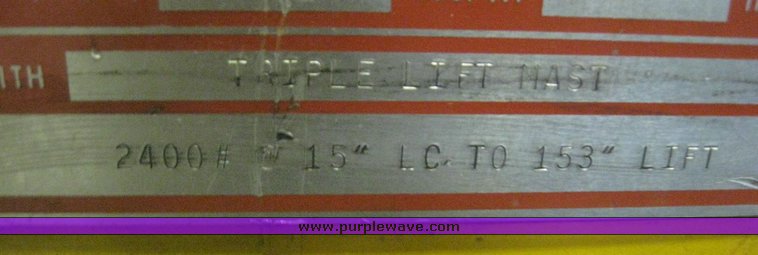 ITH TRIPLE LIFT MAST
2400# @ 15" LC. TO 153" LIFT
www.purplewave.com